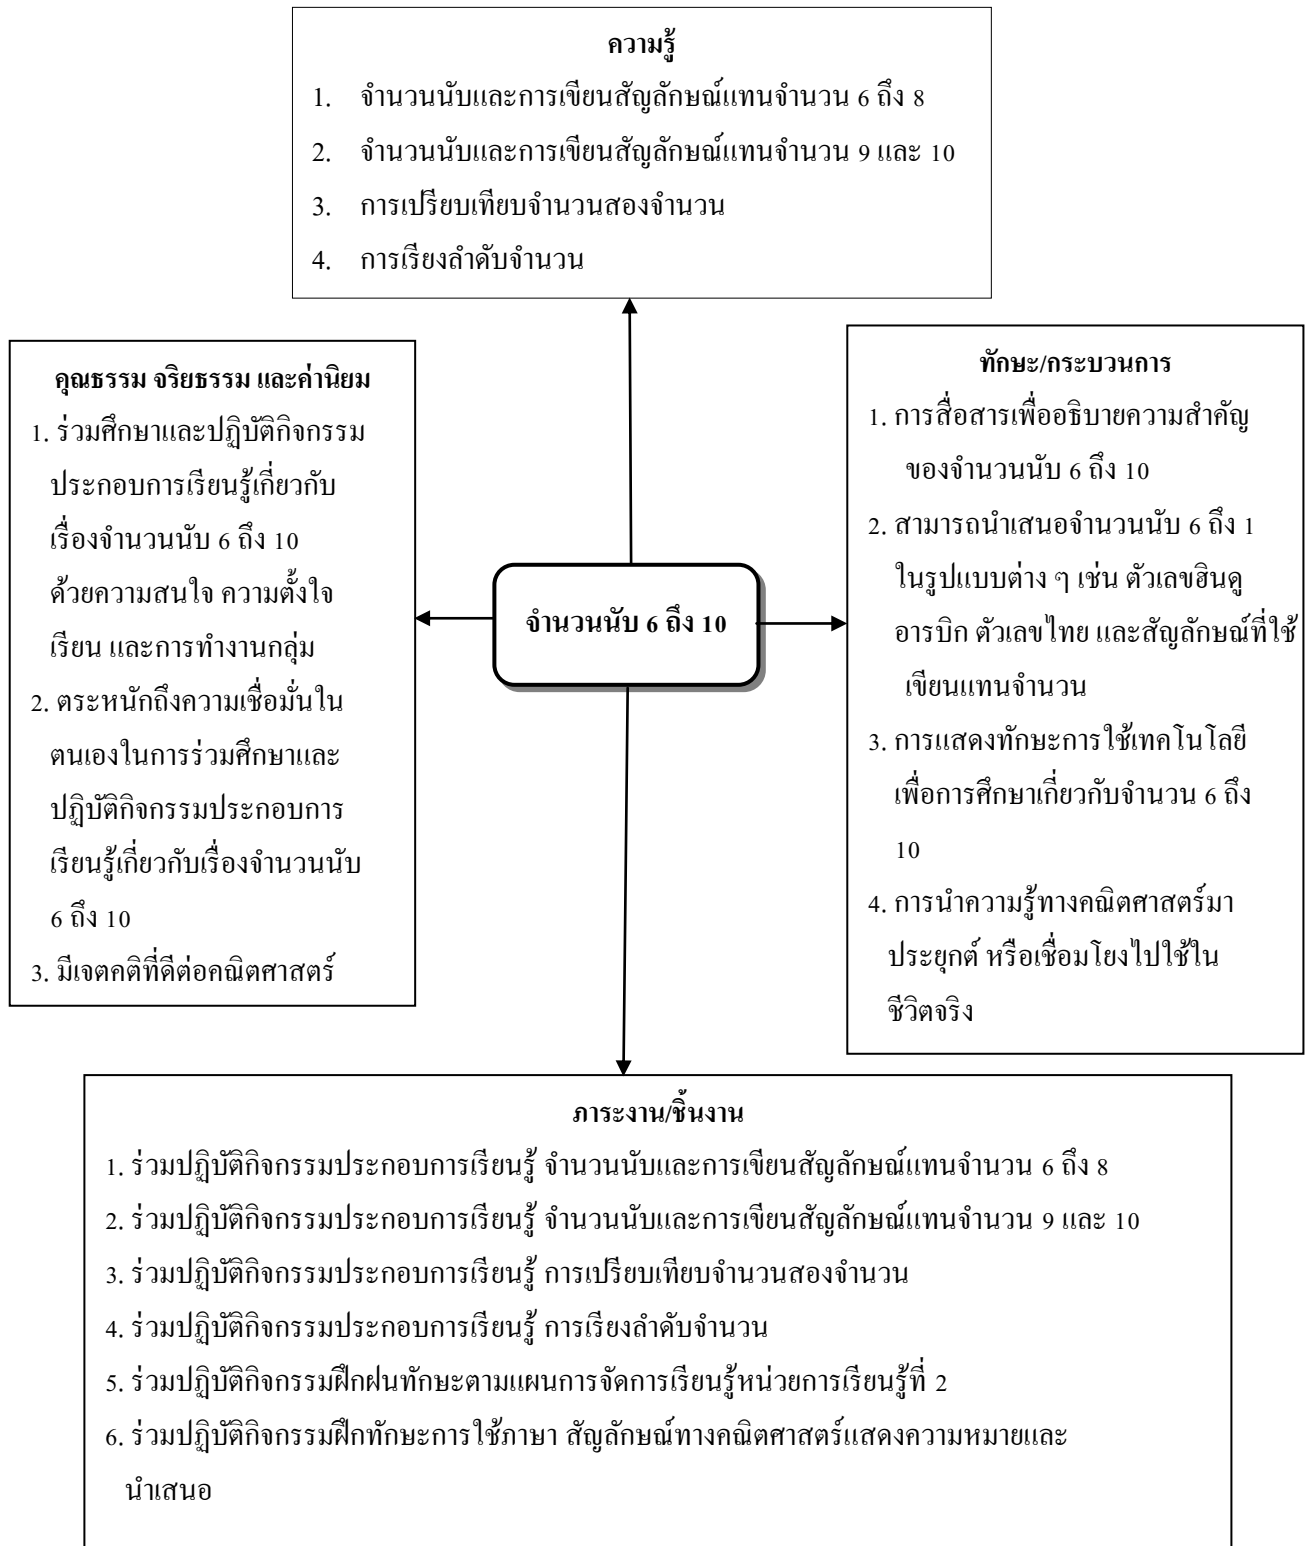 ความรู้
1. จำนวนนับและการเขียนสัญลักษณ์แทนจำนวน 6 ถึง 8
2. จำนวนนับและการเขียนสัญลักษณ์แทนจำนวน 9 และ 10
3. การเปรียบเทียบจำนวนสองจำนวน
4. การเรียงลำดับจำนวน
คุณธรรม จริยธรรม และค่านิยม
1. ร่วมศึกษาและปฏิบัติกิจกรรม
ประกอบการเรียนรู้เกี่ยวกับ
เรื่องจำนวนนับ 6 ถึง 10
ด้วยความสนใจ ความตั้งใจ
เรียน และการทำงานกลุ่ม
2. ตระหนักถึงความเชื่อมั่นใน
ตนเองในการร่วมศึกษาและ
ปฏิบัติกิจกรรมประกอบการ
เรียนรู้เกี่ยวกับเรื่องจำนวนนับ
6 ถึง 10
3. มีเจตคติที่ดีต่อคณิตศาสตร์
จำนวนนับ 6 ถึง 10
ทักษะ/กระบวนการ
1. การสื่อสารเพื่ออธิบายความสำคัญ
ของจำนวนนับ 6 ถึง 10
2. สามารถนำเสนอจำนวนนับ 6 ถึง 1
ในรูปแบบต่าง ๆ เช่น ตัวเลขฮินดู
อารบิก ตัวเลขไทย และสัญลักษณ์ที่ใช้
เขียนแทนจำนวน
3. การแสดงทักษะการใช้เทคโนโลยี
เพื่อการศึกษาเกี่ยวกับจำนวน 6 ถึง
10
4. การนำความรู้ทางคณิตศาสตร์มา
ประยุกต์ หรือเชื่อมโยงไปใช้ใน
ชีวิตจริง
ภาระงาน/ชิ้นงาน
1. ร่วมปฏิบัติกิจกรรมประกอบการเรียนรู้ จำนวนนับและการเขียนสัญลักษณ์แทนจำนวน 6 ถึง 8
2. ร่วมปฏิบัติกิจกรรมประกอบการเรียนรู้ จำนวนนับและการเขียนสัญลักษณ์แทนจำนวน 9 และ 10
3. ร่วมปฏิบัติกิจกรรมประกอบการเรียนรู้ การเปรียบเทียบจำนวนสองจำนวน
4. ร่วมปฏิบัติกิจกรรมประกอบการเรียนรู้ การเรียงลำดับจำนวน
5. ร่วมปฏิบัติกิจกรรมฝึกฝนทักษะตามแผนการจัดการเรียนรู้หน่วยการเรียนรู้ที่ 2
6. ร่วมปฏิบัติกิจกรรมฝึกทักษะการใช้ภาษา สัญลักษณ์ทางคณิตศาสตร์แสดงความหมายและ
นำเสนอ